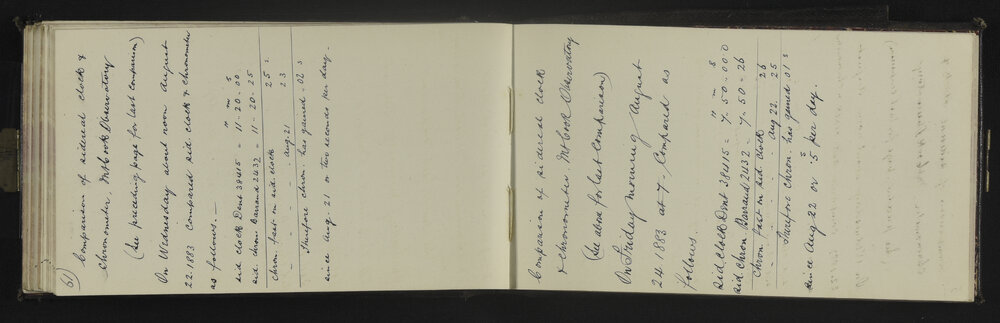 61
Comparison of sidereal clock &
chronometer, Mt Cook Observatory
(See preceding page for last comparison)
On Wednesday about noon August
22. 1883 compared sid clock & chronometer
as follows:—
h m s
sid clock Dent 38415 = 11-20-00
sid. chron Barraud 2432 = 11-20-25
chron. fast on sid clock 25 s.
- - - - Aug 21 23
Therefore chron: has gained .02 s
since Aug. 21 or two seconds per day.
Comparison of sidereal clock
& chronometer. Mt Cook Observatory
(See above for last comparison)
On Friday morning August
24 1883 at 7- compared as
follows.
h m s
sid clock Dent 38415 = 7.50.00.0
sid chron Barraud 2432 = 7.50-26
chron. fast on sid clock 26
- - - - Aug 22. 25
Therefore chron. has gained .01 s
since Aug 22 or .5 s per day.